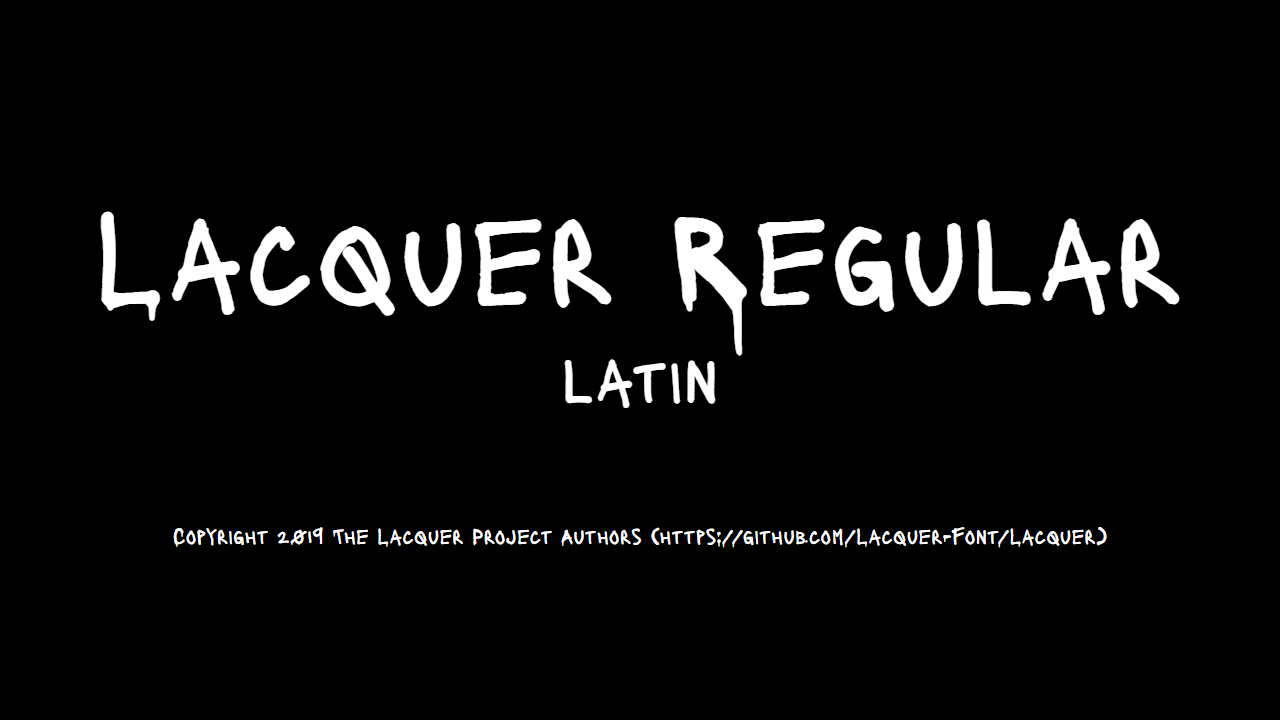 Lacquer Regular
latin
Copyright 2019 The Lacquer Project Authors (https://github.com/Lacquer-Font/Lacquer)